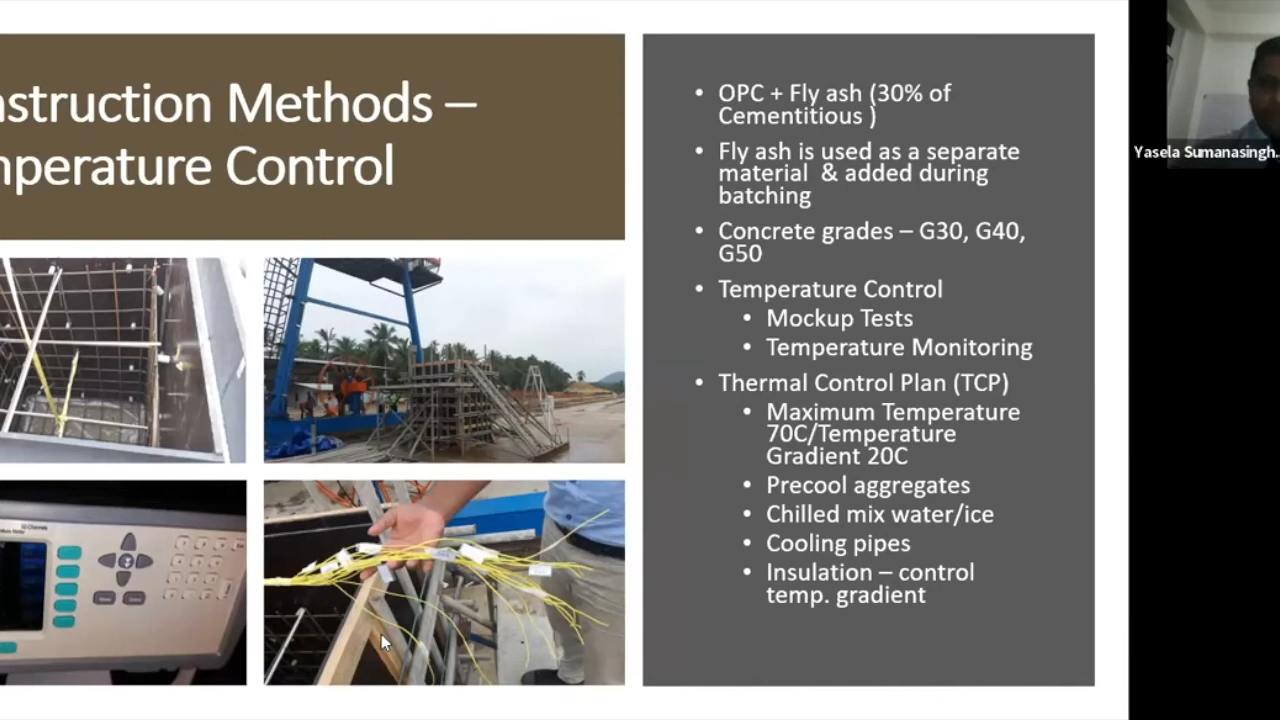 nstruction Methods –
nperature Control
• OPC + Fly ash (30% of
Cementitious )
• Fly ash is used as a separate
material & added during
batching
• Concrete grades – G30, G40,
G50
• Temperature Control
• Mockup Tests
• Temperature Monitoring
• Thermal Control Plan (TCP)
• Maximum Temperature
70C/Temperature
Gradient 20C
• Precool aggregates
• Chilled mix water/ice
• Cooling pipes
• Insulation – control
temp. gradient
Yasela Sumanasingh...